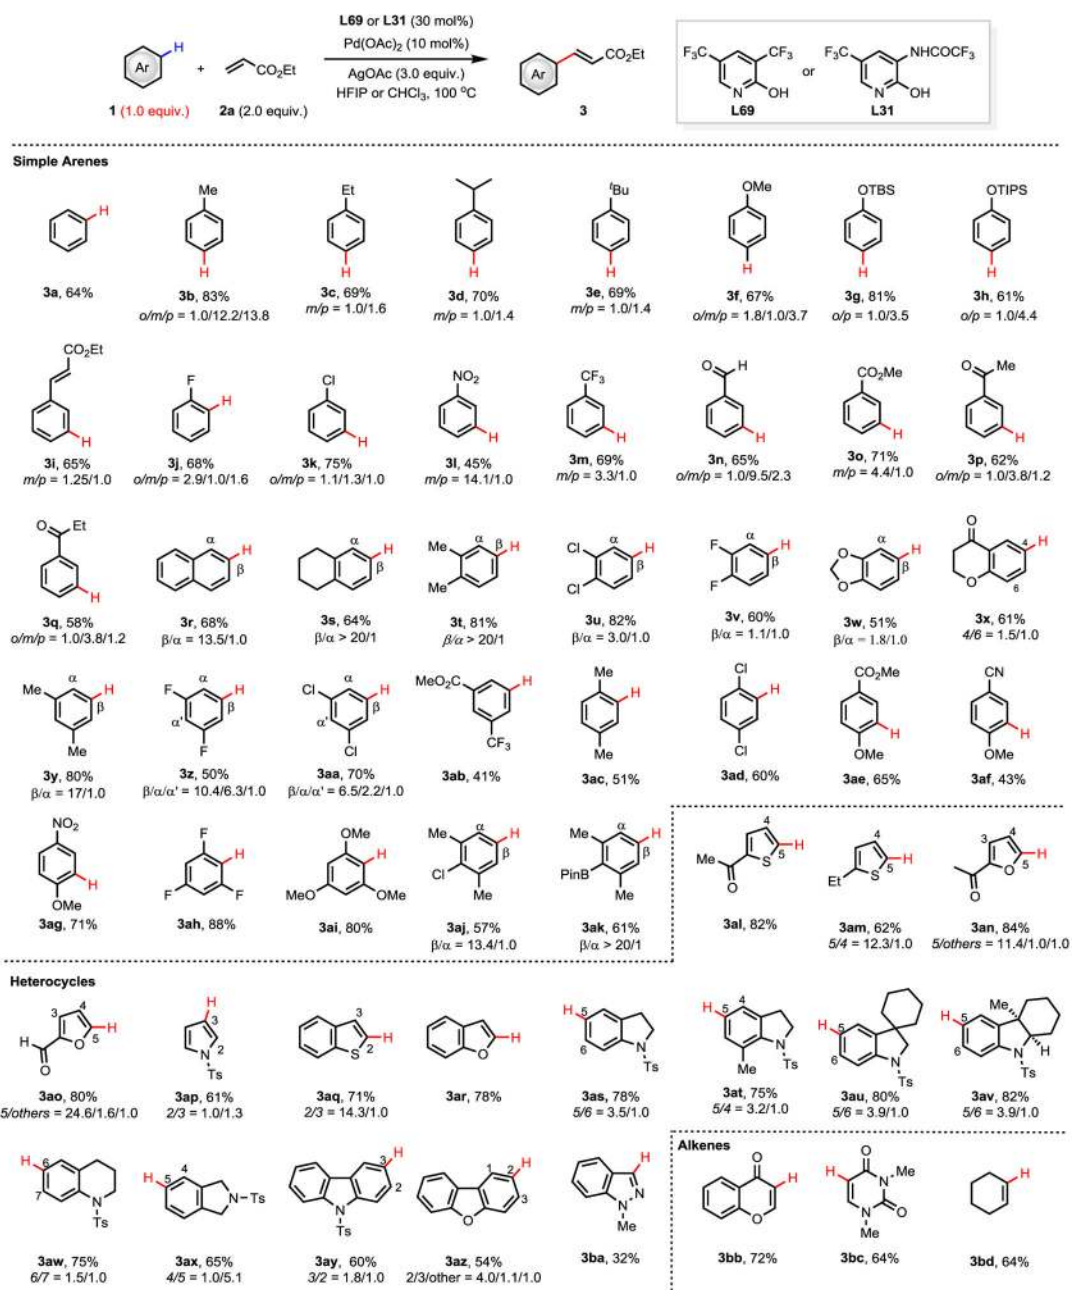 L69 or L31 (30 mol%)
Pd(OAc)2 (10 mol%)
AgOAc (3.0 equiv.)
HFIP or CHCl3, 100 °C
Ar H + CO2Et Ar CO2Et
1 (1.0 equiv.) 2a (2.0 equiv.) 3
F3C CF3 N OH or F3C NHCOCF3 N OH
L69 L31
Simple Arenes
H Me H Et H H tBu H OMe H OTBS H OTIPS H
3a, 64% 3b, 83% 3c, 69% 3d, 70% 3e, 69% 3f, 67% 3g, 81% 3h, 61%
o/m/p = 1.0/12.2/13.8 m/p = 1.0/1.6 m/p = 1.0/1.4 m/p = 1.0/1.4 o/m/p = 1.8/1.0/3.7 o/p = 1.0/3.5 o/p = 1.0/4.4
CO2Et H F H Cl H NO2 H CF3 H O H H CO2Me H O Me H
3i, 65% 3j, 68% 3k, 75% 3l, 45% 3m, 69% 3n, 65% 3o, 71% 3p, 62%
m/p = 1.25/1.0 o/m/p = 2.9/1.0/1.6 o/m/p = 1.1/1.3/1.0 m/p = 14.1/1.0 m/p = 3.3/1.0 o/m/p = 1.0/9.5/2.3 m/p = 4.4/1.0 o/m/p = 1.0/3.8/1.2
O Et H α H β α H β Me Me α β H Cl Cl α H β F F α H β O O α H β O O 4 H 6
3q, 58% 3r, 68% 3s, 64% 3t, 81% 3u, 82% 3v, 60% 3w, 51% 3x, 61%
o/m/p = 1.0/3.8/1.2 β/α = 13.5/1.0 β/α > 20/1 β/α > 20/1 β/α = 3.0/1.0 β/α = 1.1/1.0 β/α = 1.8/1.0 4/6 = 1.5/1.0
Me α H β Me F α H α' β F Cl α H α' β Cl MeO2C H CF3 Me H Me Cl H Cl CO2Me H OMe CN H OMe
3y, 80% 3z, 50% 3aa, 70% 3ab, 41% 3ac, 51% 3ad, 60% 3ae, 65% 3af, 43%
β/α = 17/1.0 β/α/α' = 10.4/6.3/1.0 β/α/α' = 6.5/2.2/1.0
NO2 H OMe F H F F OMe H MeO OMe Me α H Cl β Me Me α H PinB β Me Me O S 4 5 H Et S 4 5 H O O 3 4 5 H
3ag, 71% 3ah, 88% 3ai, 80% 3aj, 57% 3ak, 61% 3al, 82% 3am, 62% 3an, 84%
β/α = 13.4/1.0 β/α > 20/1 5/4 = 12.3/1.0 5/others = 11.4/1.0/1.0
Heterocycles
H O O 3 4 5 H H 3 2 N Ts 3 2 S H O H H 5 6 N Ts H 5 4 N Me Ts H 5 6 N Ts H 5 6 Me N Ts H
3ao, 80% 3ap, 61% 3aq, 71% 3ar, 78% 3as, 78% 3at, 75% 3au, 80% 3av, 82%
5/others = 24.6/1.6/1.0 2/3 = 1.0/1.3 2/3 = 14.3/1.0 5/6 = 3.5/1.0 5/4 = 3.2/1.0 5/6 = 3.9/1.0 5/6 = 3.9/1.0
Alkenes
H 6 7 N Ts H 5 4 N Ts 3 H 2 N Ts 1 2 H 3 O H N N Me O H O H O N Me O N Me H
3aw, 75% 3ax, 65% 3ay, 60% 3az, 54% 3ba, 32% 3bb, 72% 3bc, 64% 3bd, 64%
6/7 = 1.5/1.0 4/5 = 1.0/5.1 3/2 = 1.8/1.0 2/3/other = 4.0/1.1/1.0